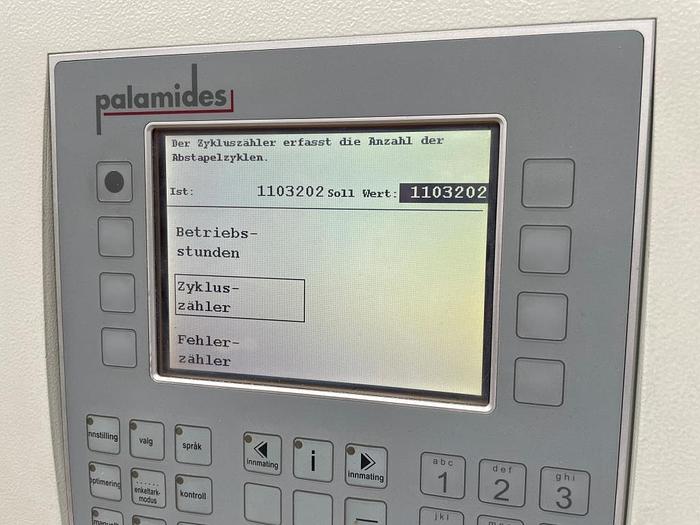 palamides
Der Zykluszähler erfasst die Anzahl der
Abstapelzyklen.
Ist: 1103202 Soll Wert: 1103202
Betriebs-
stunden
Zyklus-
zähler
Fehler-
zähler
innstilling valg språk innmating i innmating
optimering enkeltark-
modus kontroll
abc def ghi
1 2 3
jkl